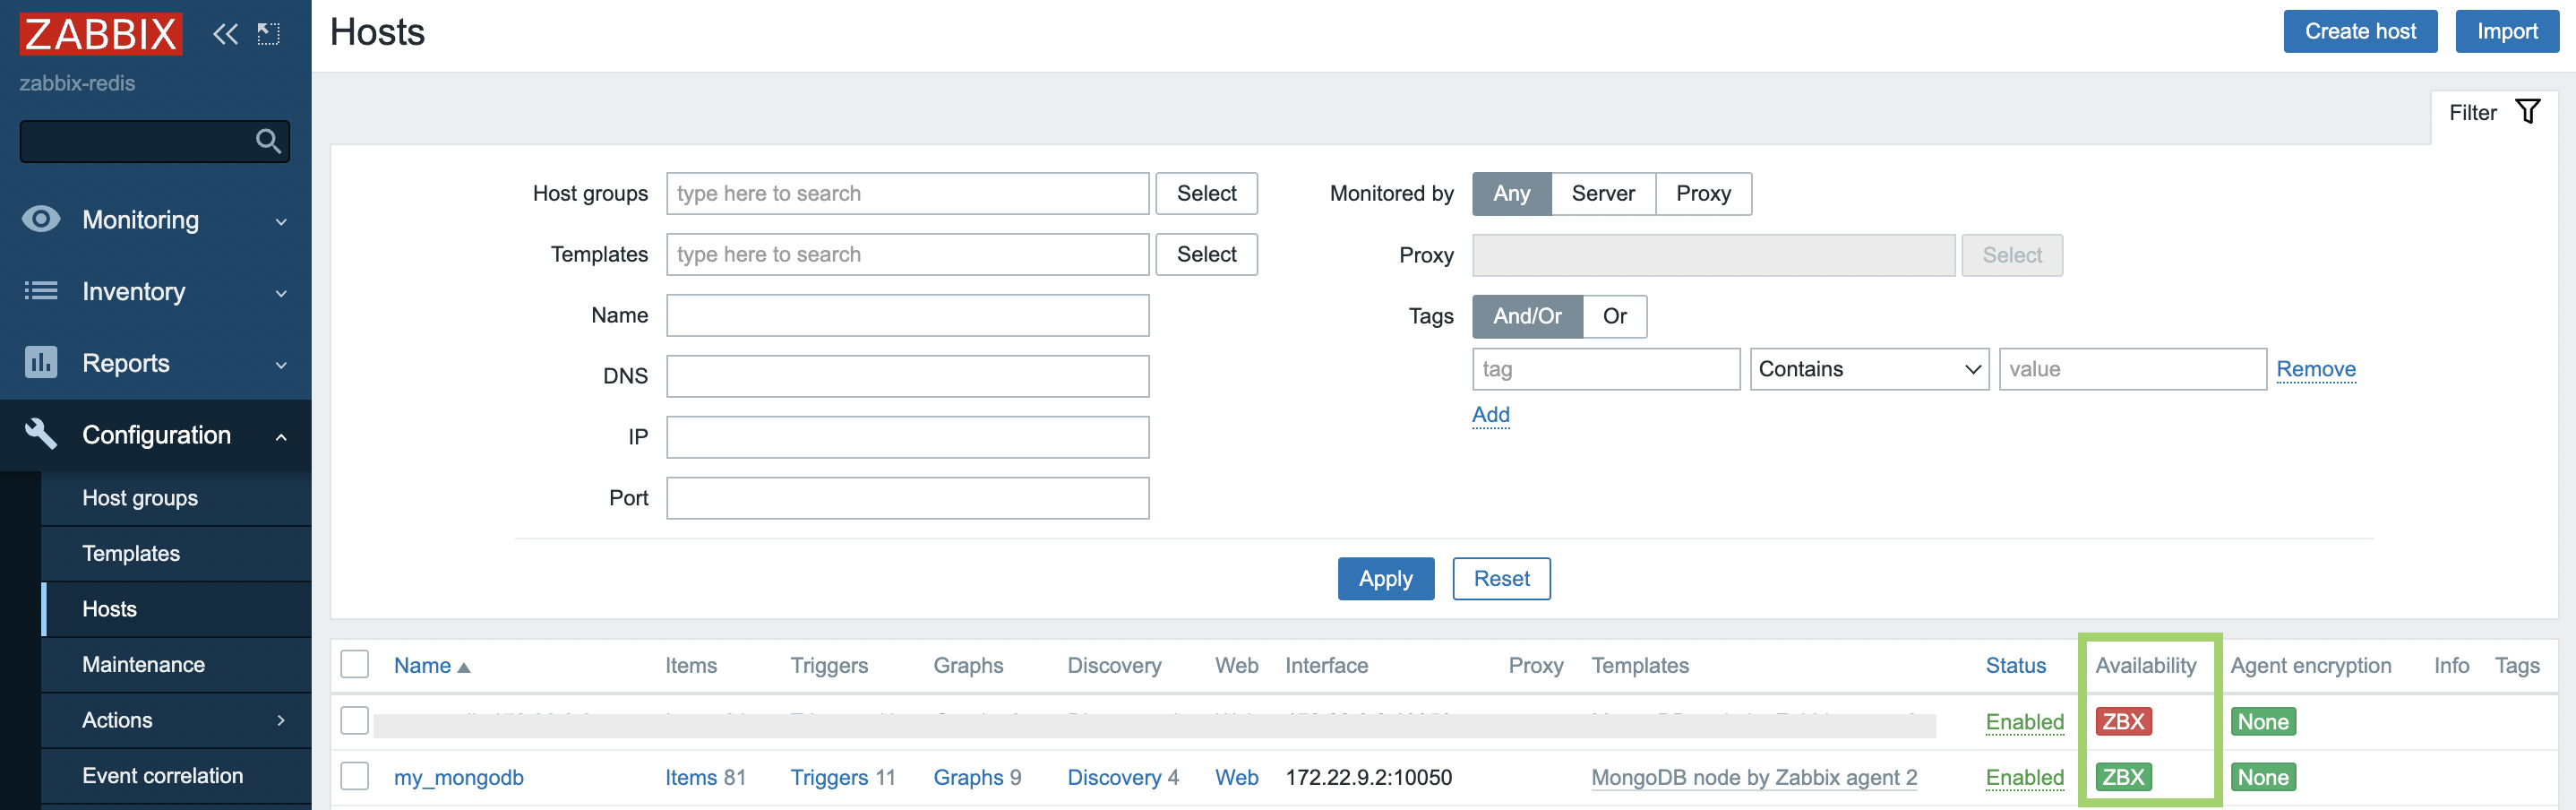 ZABBIX
zabbix-redis
Monitoring
Inventory
Reports
Configuration
Host groups
Templates
Hosts
Maintenance
Actions
Event correlation
Hosts
Create host Import
Filter
Host groups type here to search Select
Templates type here to search Select
Name
DNS
IP
Port
Monitored by Any Server Proxy
Proxy Select
Tags And/Or Or
tag Contains value Remove
Add
Apply Reset
Name Items Triggers Graphs Discovery Web Interface Proxy Templates Status Availability Agent encryption Info Tags
Enabled ZBX None
my_mongodb Items 81 Triggers 11 Graphs 9 Discovery 4 Web 172.22.9.2:10050 MongoDB node by Zabbix agent 2 Enabled ZBX None